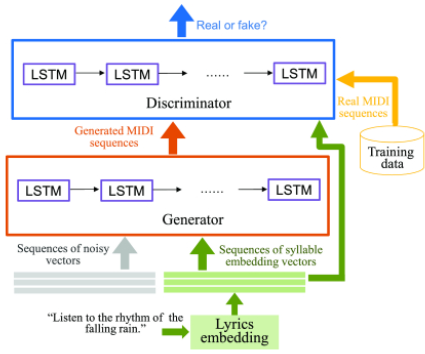 Real or fake?
LSTM LSTM ...... LSTM
Discriminator
Generated MIDI
sequences
Real MIDI
sequences
Training
data
LSTM LSTM ...... LSTM
Generator
Sequences of noisy
vectors
Sequences of syllable
embedding vectors
“Listen to the rhythm of the
falling rain.”
Lyrics
embedding